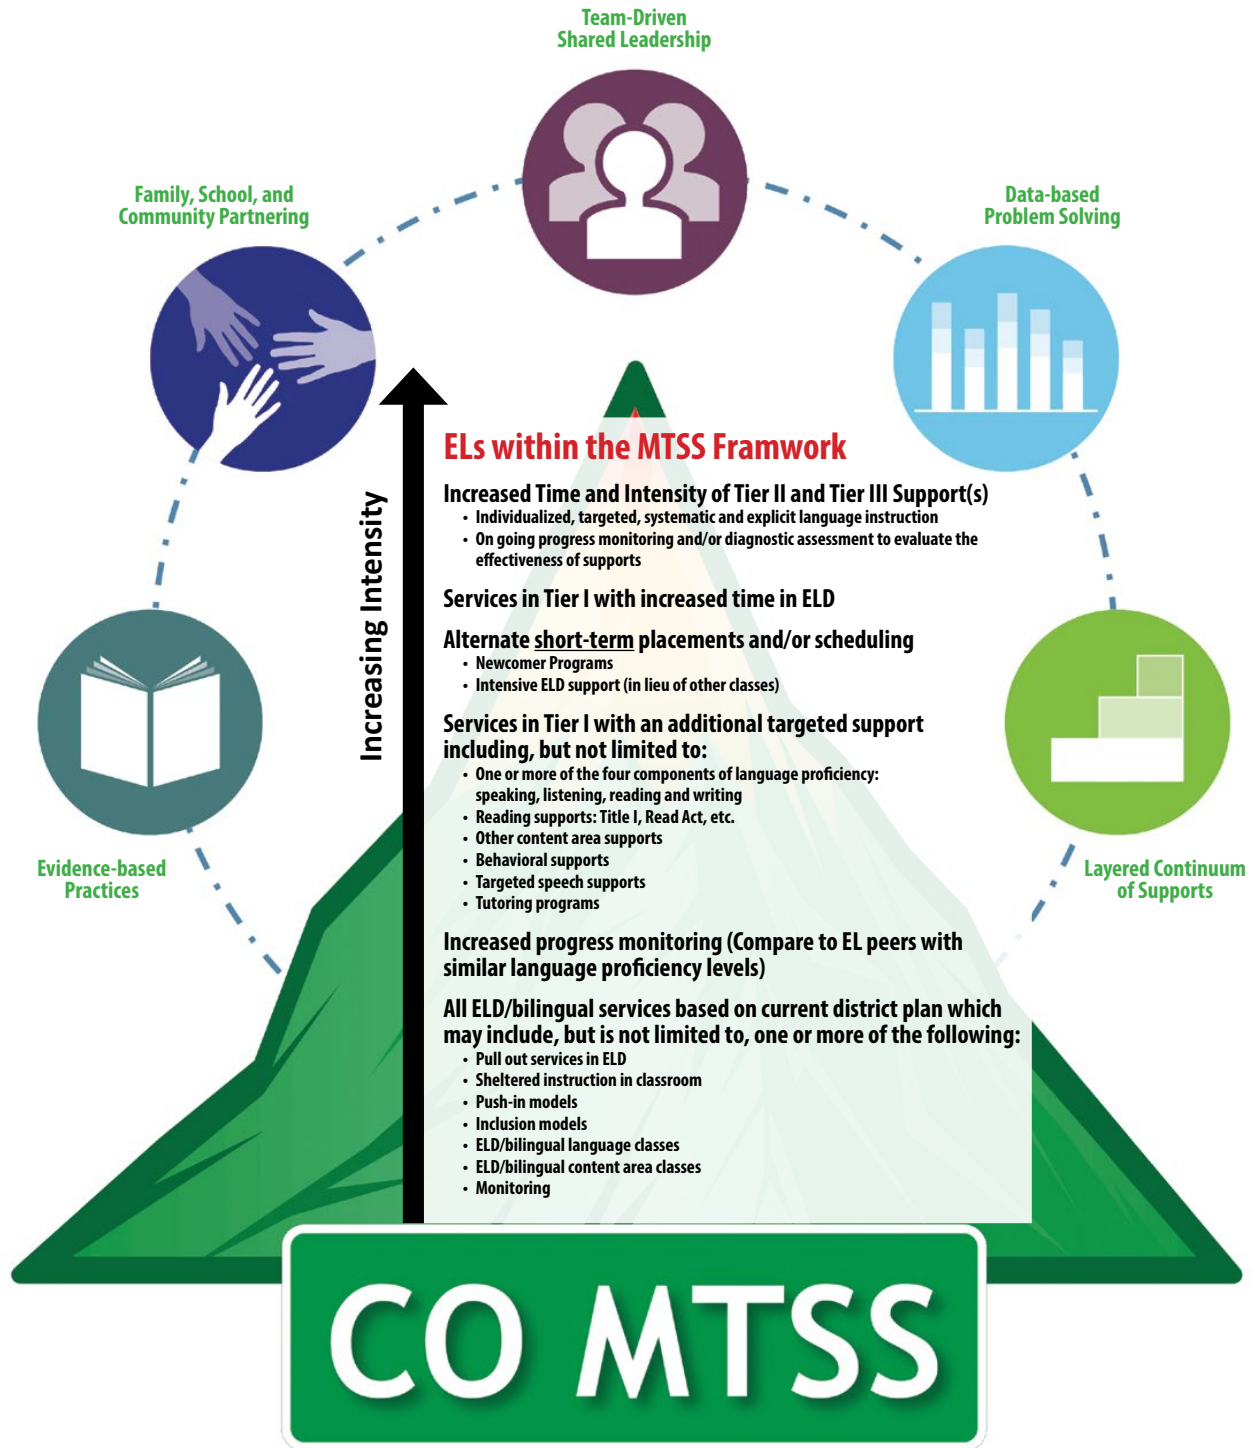 Team-Driven
Shared Leadership
Family, School, and
Community Partnering
Data-based
Problem Solving
Increasing Intensity
ELs within the MTSS Framwork
Increased Time and Intensity of Tier II and Tier III Support(s)
• Individualized, targeted, systematic and explicit language instruction
• On going progress monitoring and/or diagnostic assessment to evaluate the
effectiveness of supports
Services in Tier I with increased time in ELD
Alternate short-term placements and/or scheduling
• Newcomer Programs
• Intensive ELD support (in lieu of other classes)
Services in Tier I with an additional targeted support
including, but not limited to:
• One or more of the four components of language proficiency:
speaking, listening, reading and writing
• Reading supports: Title I, Read Act, etc.
• Other content area supports
• Behavioral supports
• Targeted speech supports
• Tutoring programs
Evidence-based
Practices
Layered Continuum
of Supports
Increased progress monitoring (Compare to EL peers with
similar language proficiency levels)
All ELD/bilingual services based on current district plan which
may include, but is not limited to, one or more of the following:
• Pull out services in ELD
• Sheltered instruction in classroom
• Push-in models
• Inclusion models
• ELD/bilingual language classes
• ELD/bilingual content area classes
• Monitoring
CO MTSS